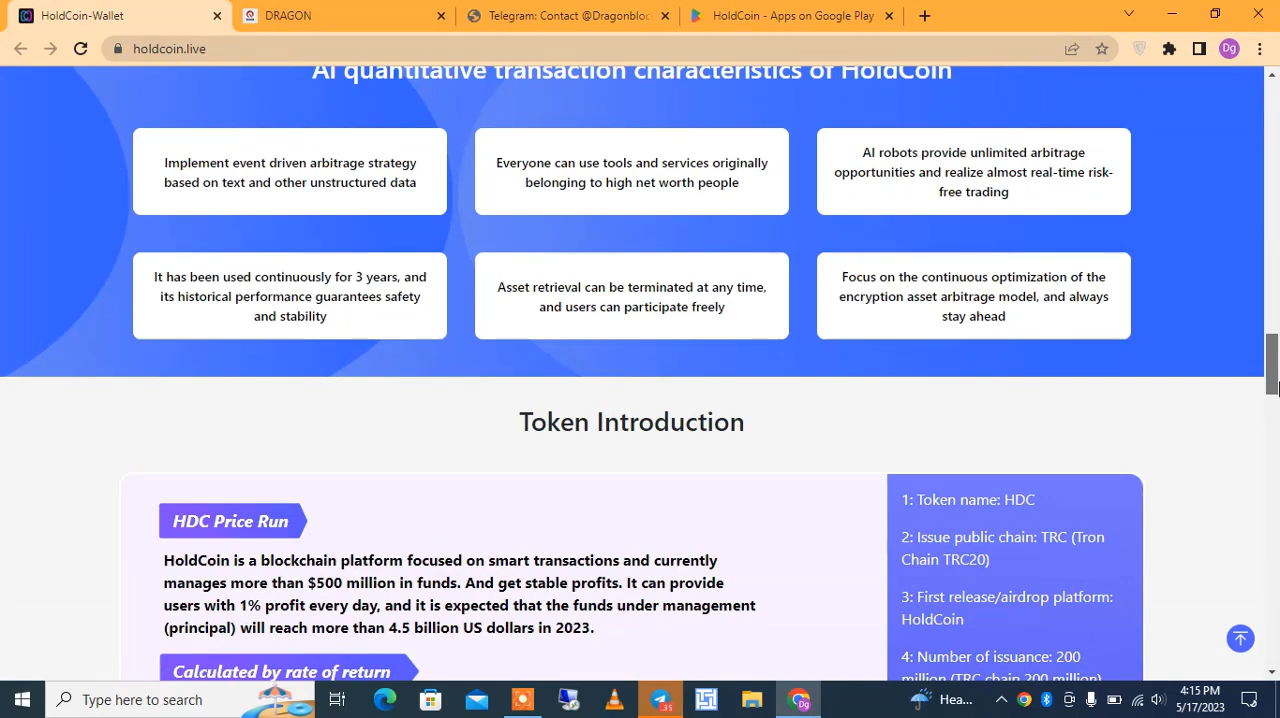 HoldCoin-Wallet
DRAGON
Telegram: Contact @Dragonbloc
HoldCoin - Apps on Google Play
holdcoin.live
Dg
AI quantitative transaction characteristics of HoldCoin
Implement event driven arbitrage strategy
based on text and other unstructured data
Everyone can use tools and services originally
belonging to high net worth people
AI robots provide unlimited arbitrage
opportunities and realize almost real-time risk-
free trading
It has been used continuously for 3 years, and
its historical performance guarantees safety
and stability
Asset retrieval can be terminated at any time,
and users can participate freely
Focus on the continuous optimization of the
encryption asset arbitrage model, and always
stay ahead
Token Introduction
HDC Price Run
HoldCoin is a blockchain platform focused on smart transactions and currently
manages more than $500 million in funds. And get stable profits. It can provide
users with 1% profit every day, and it is expected that the funds under management
(principal) will reach more than 4.5 billion US dollars in 2023.
Calculated by rate of return
1: Token name: HDC
2: Issue public chain: TRC (Tron
Chain TRC20)
3: First release/airdrop platform:
HoldCoin
4: Number of issuance: 200
million (TRC chain 200 million)
Type here to search
35
Dg
Hea...
4:15 PM
5/17/2023